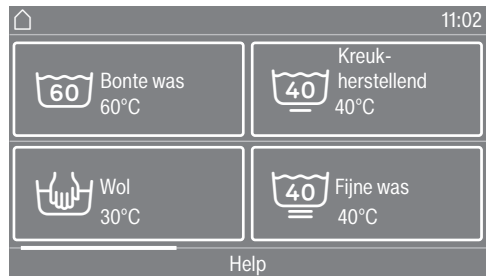 11:02
60
Bonte was
60°C
40
Kreuk-
herstellend
40°C
Wol
30°C
40
Fijne was
40°C
Help